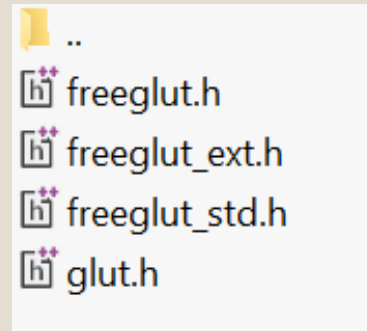 ..
h++ freeglut.h
h++ freeglut_ext.h
h++ freeglut_std.h
h++ glut.h